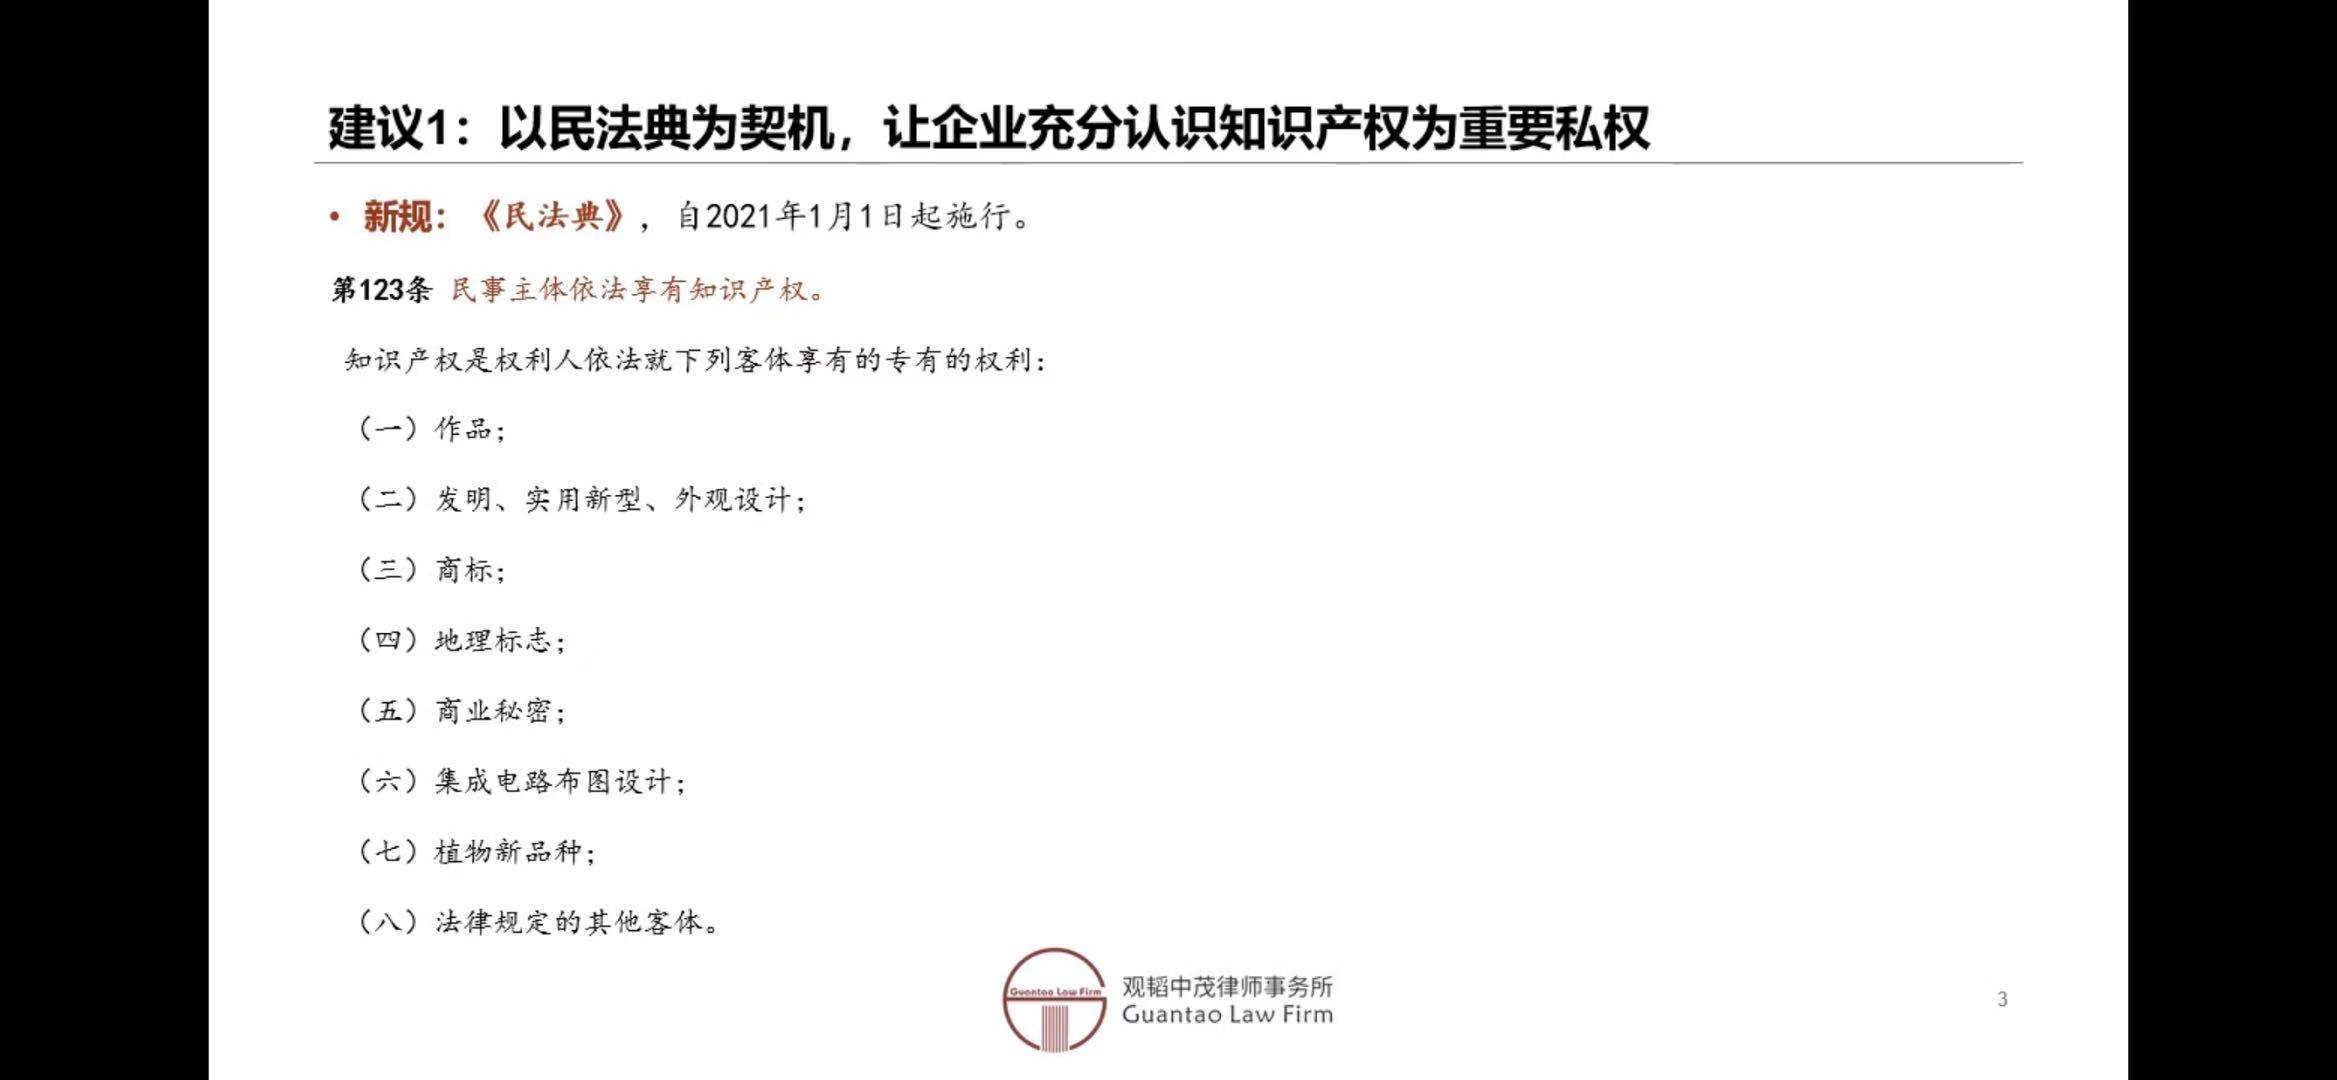 建议1：以民法典为契机，让企业充分认识知识产权为重要私权
• 新规：《民法典》，自2021年1月1日起施行。
第123条 民事主体依法享有知识产权。
知识产权是权利人依法就下列客体享有的专有的权利：
（一）作品；
（二）发明、实用新型、外观设计；
（三）商标；
（四）地理标志；
（五）商业秘密；
（六）集成电路布图设计；
（七）植物新品种；
（八）法律规定的其他客体。
Guantao Law Firm
观韬中茂律师事务所
Guantao Law Firm
3